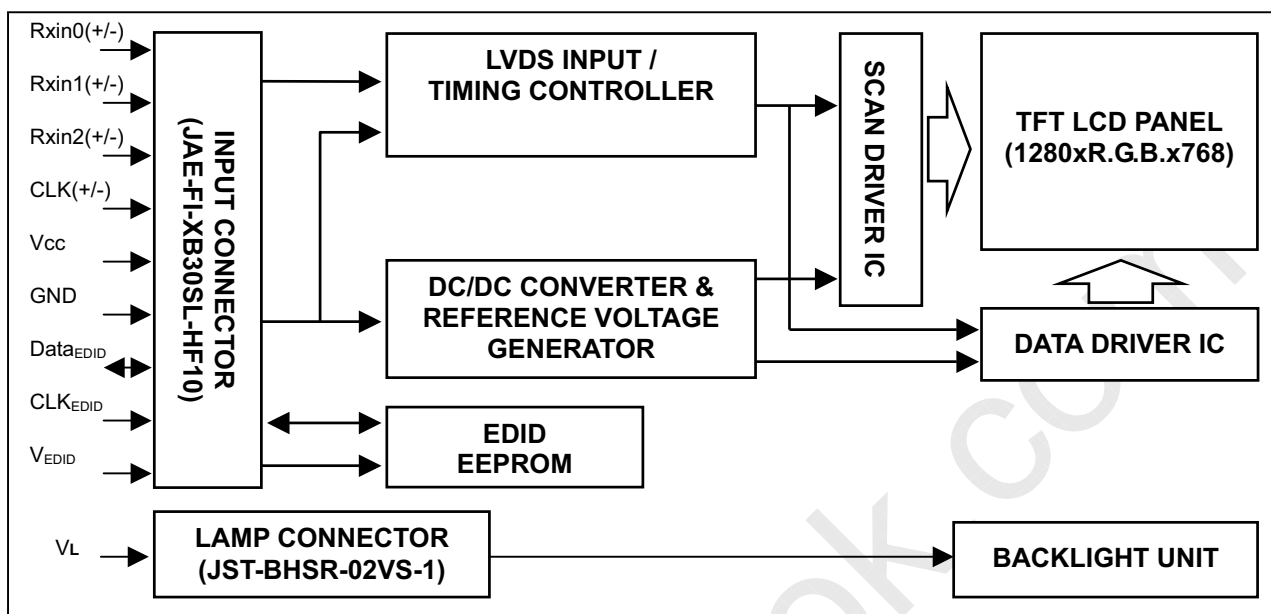 Rxin0(+/-)
Rxin1(+/-)
Rxin2(+/-)
CLK(+/-)
Vcc
GND
DataEDID
CLKEDID
VEDID
VL
INPUT CONNECTOR
(JAE-FI-XB30SL-HF10)
LVDS INPUT /
TIMING CONTROLLER
DC/DC CONVERTER &
REFERENCE VOLTAGE
GENERATOR
EDID
EEPROM
LAMP CONNECTOR
(JST-BHSR-02VS-1)
SCAN DRIVER IC
TFT LCD PANEL
(1280xR.G.B.x768)
DATA DRIVER IC
BACKLIGHT UNIT